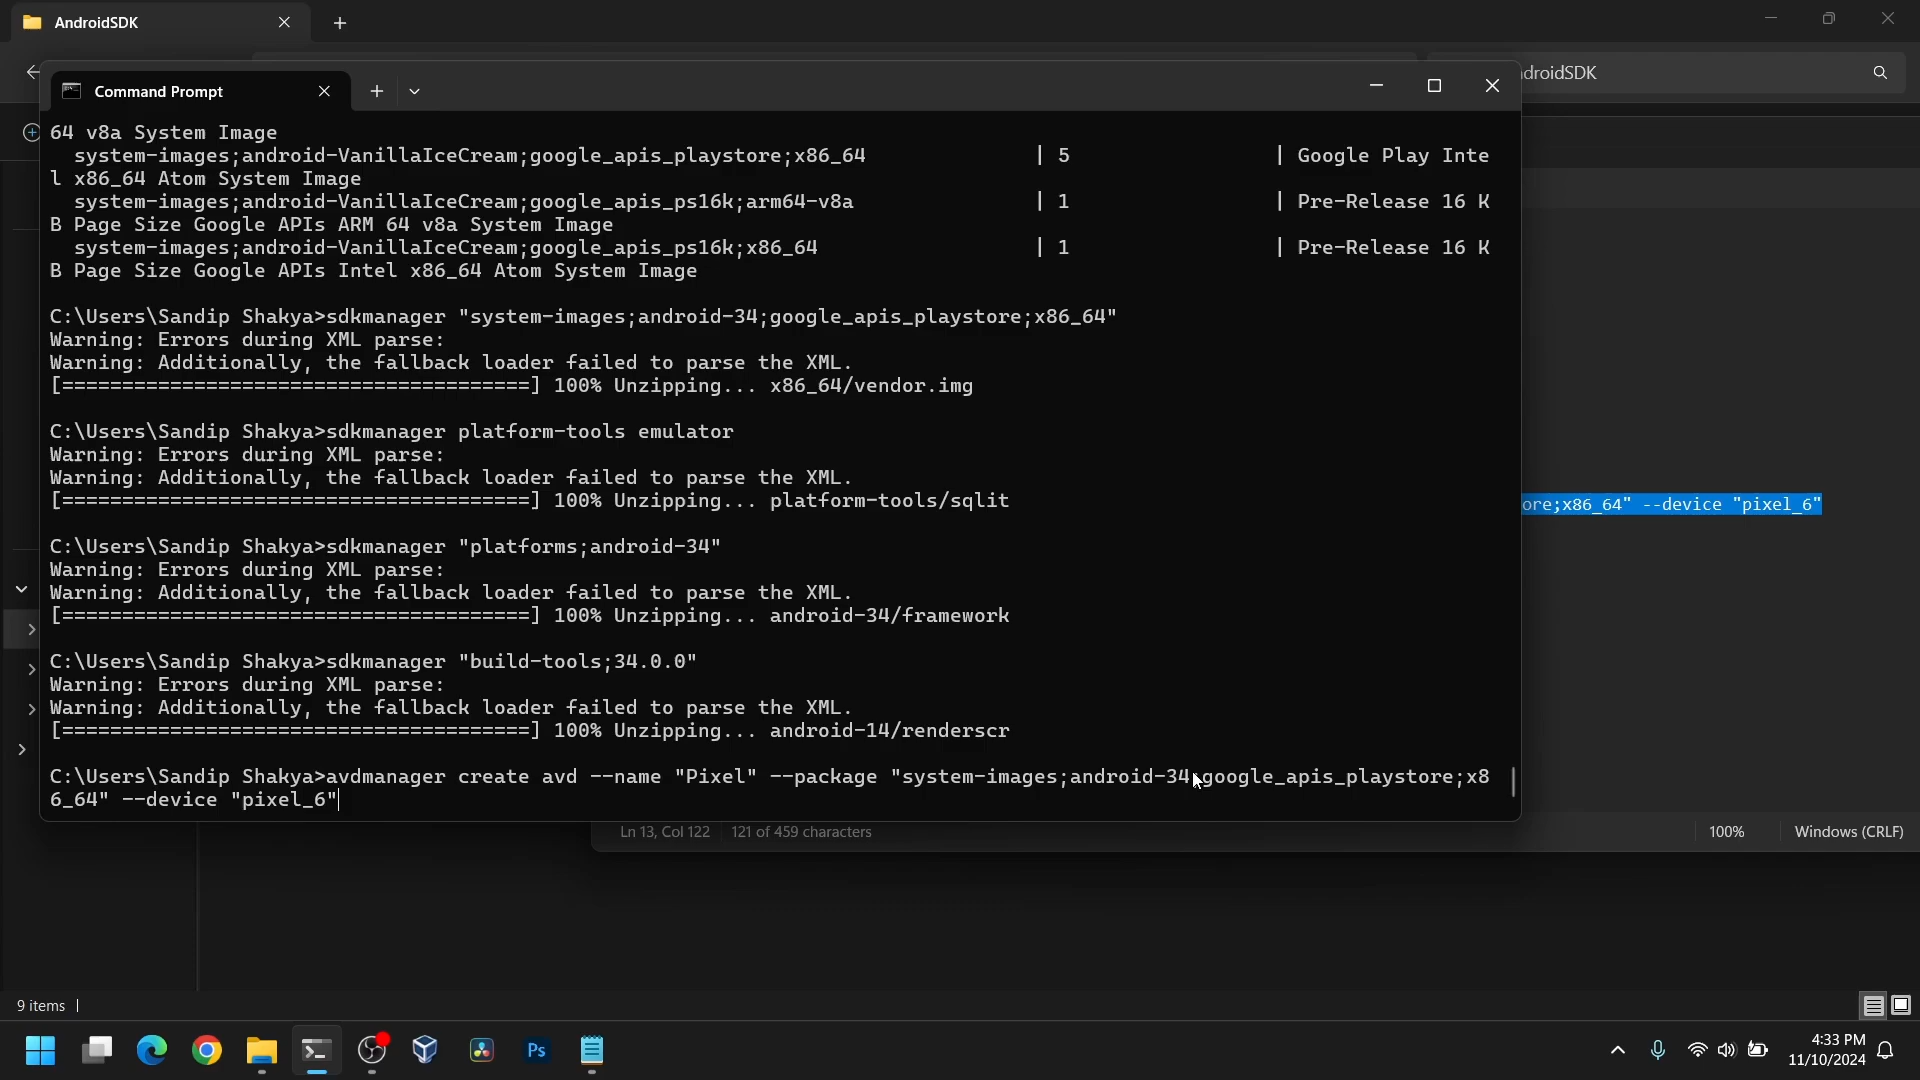 AndroidSDK
droidSDK
Command Prompt
64 v8a System Image
system-images;android-VanillaIceCream;google_apis_playstore;x86_64 | 5 | Google Play Inte
l x86_64 Atom System Image
system-images;android-VanillaIceCream;google_apis_ps16k;arm64-v8a | 1 | Pre-Release 16 K
B Page Size Google APIs ARM 64 v8a System Image
system-images;android-VanillaIceCream;google_apis_ps16k;x86_64 | 1 | Pre-Release 16 K
B Page Size Google APIs Intel x86_64 Atom System Image
C:\Users\Sandip Shakya>sdkmanager "system-images;android-34;google_apis_playstore;x86_64"
Warning: Errors during XML parse:
Warning: Additionally, the fallback loader failed to parse the XML.
[=======================================] 100% Unzipping... x86_64/vendor.img
C:\Users\Sandip Shakya>sdkmanager platform-tools emulator
Warning: Errors during XML parse:
Warning: Additionally, the fallback loader failed to parse the XML.
[=======================================] 100% Unzipping... platform-tools/sqlit
ore;x86_64" --device "pixel_6"
C:\Users\Sandip Shakya>sdkmanager "platforms;android-34"
Warning: Errors during XML parse:
Warning: Additionally, the fallback loader failed to parse the XML.
[=======================================] 100% Unzipping... android-34/framework
C:\Users\Sandip Shakya>sdkmanager "build-tools;34.0.0"
Warning: Errors during XML parse:
Warning: Additionally, the fallback loader failed to parse the XML.
[=======================================] 100% Unzipping... android-14/renderscr
C:\Users\Sandip Shakya>avdmanager create avd --name "Pixel" --package "system-images;android-34;google_apis_playstore;x8
6_64" --device "pixel_6"
Ln 13, Col 122 121 of 459 characters 100% Windows (CRLF)
9 items
Ps
4:33 PM
11/10/2024